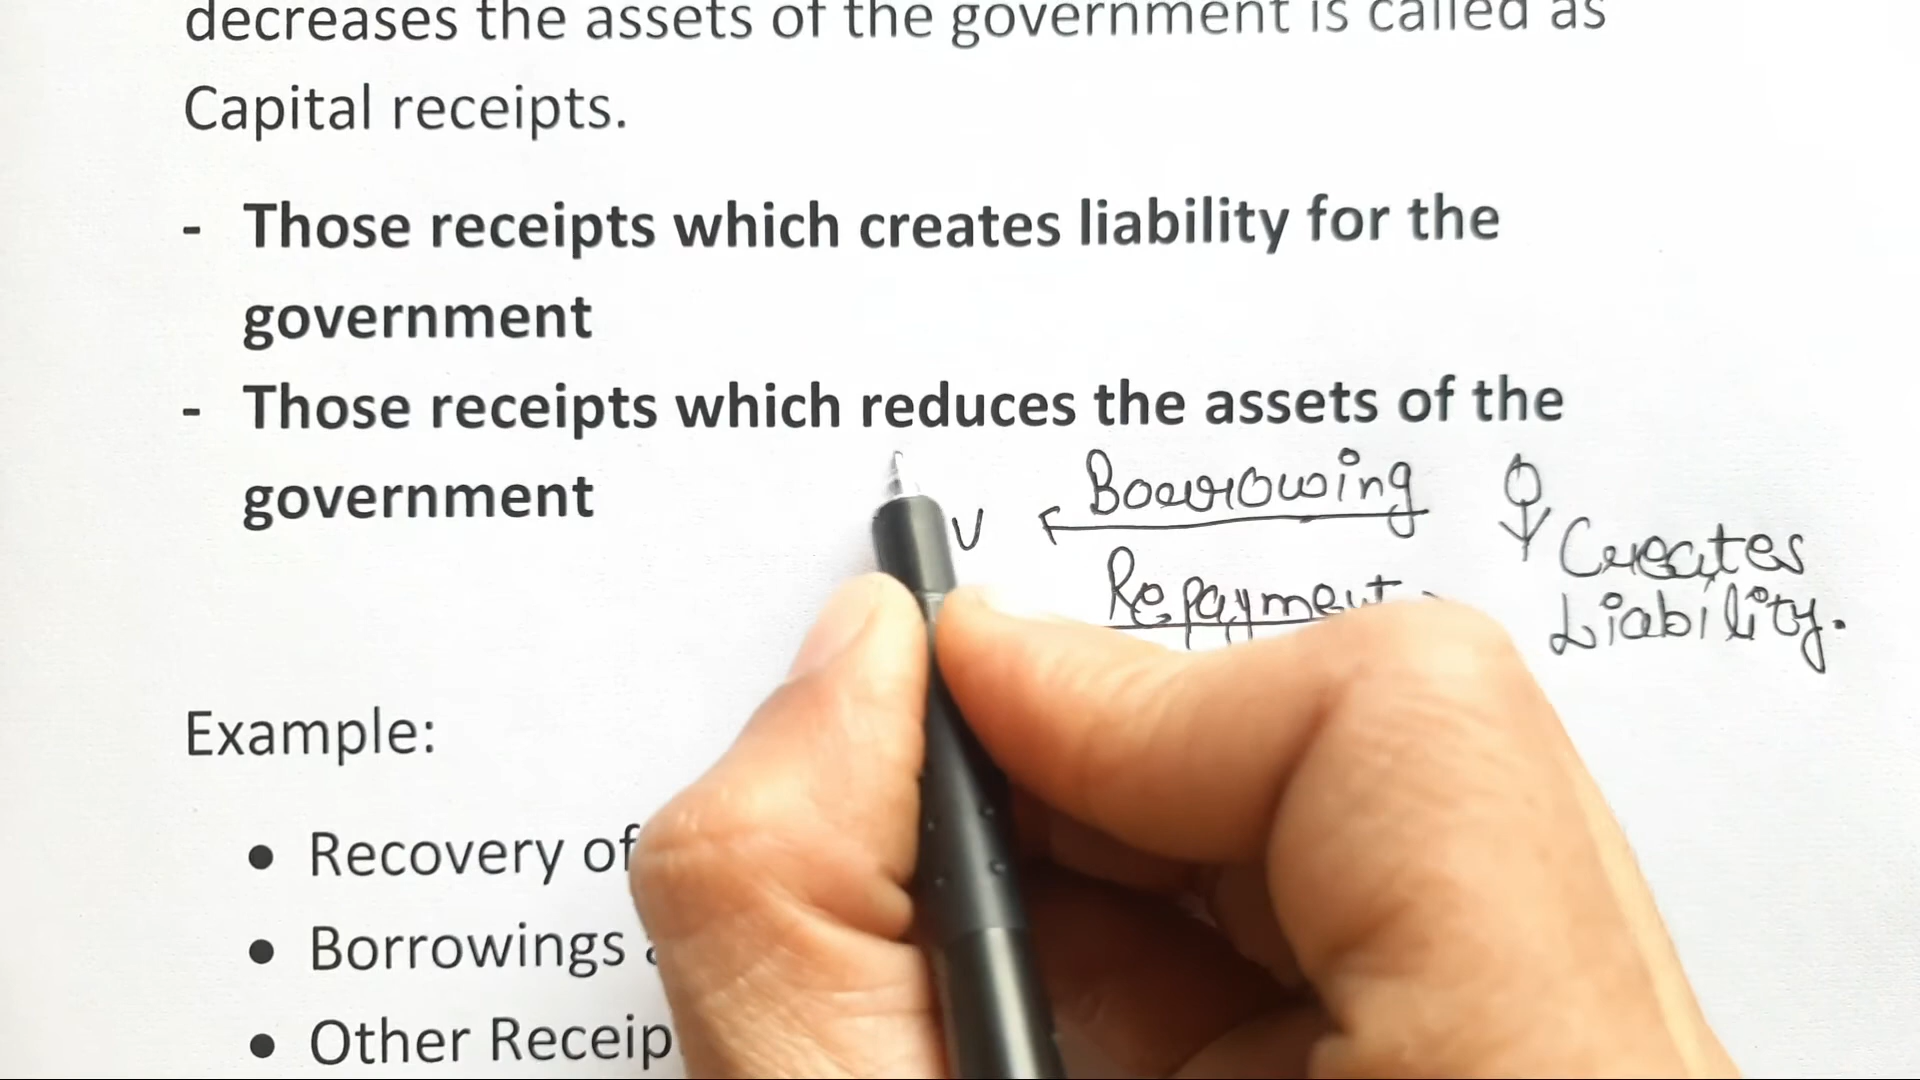 decreases the assets of the government is called as
Capital receipts.
- Those receipts which creates liability for the
government
- Those receipts which reduces the assets of the
government
Borrowing
V
Repayment
Creates
Liability.
Example:
• Recovery of
• Borrowings
• Other Receip